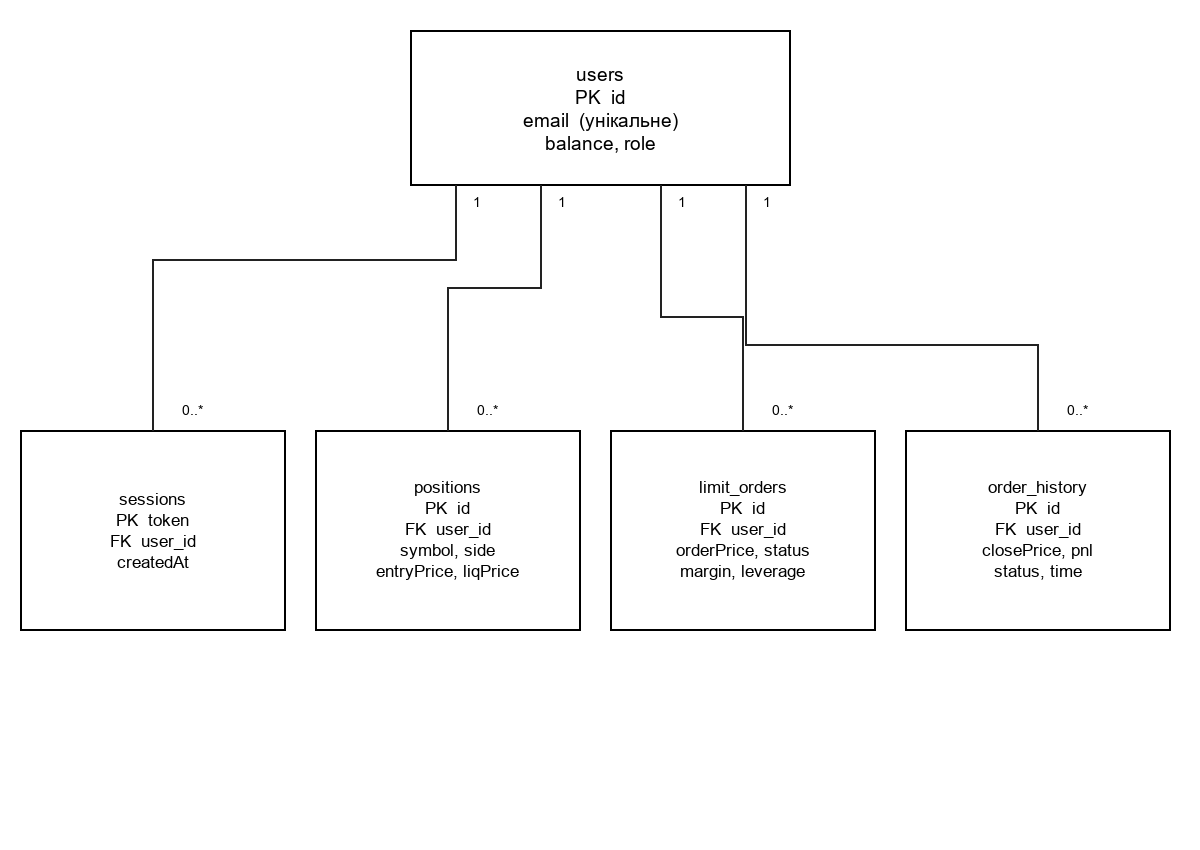 users
PK id
email (унікальне)
balance, role
1
1
1
1
0..*
0..*
0..*
0..*
sessions
PK token
FK user_id
createdAt
positions
PK id
FK user_id
symbol, side
entryPrice, liqPrice
limit_orders
PK id
FK user_id
orderPrice, status
margin, leverage
order_history
PK id
FK user_id
closePrice, pnl
status, time